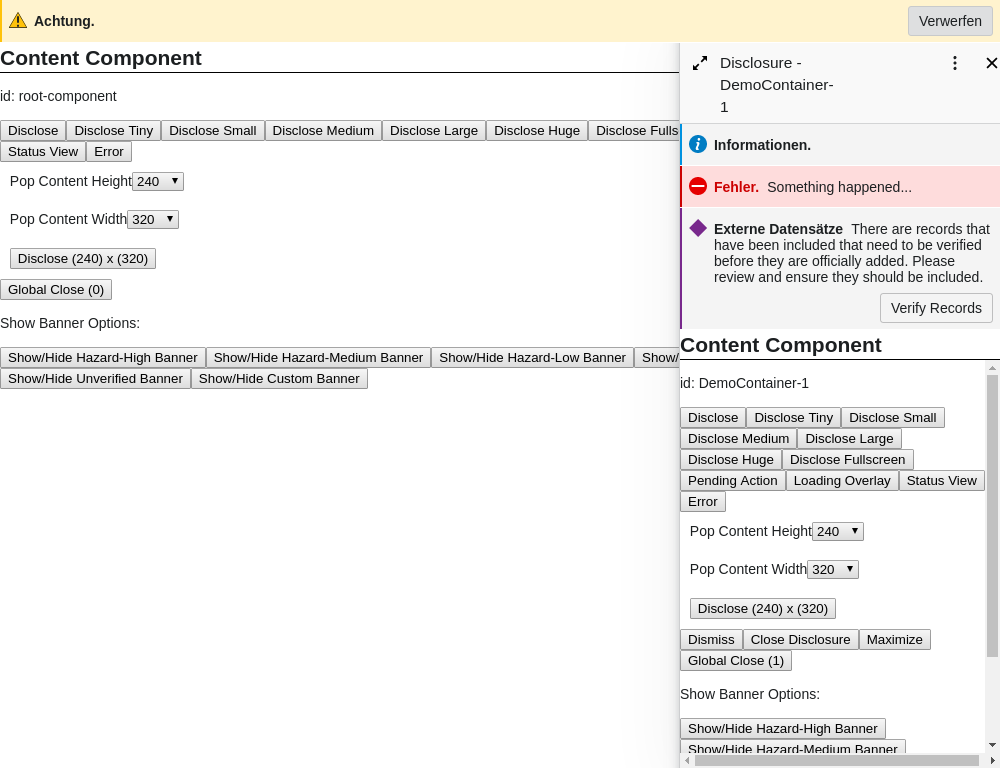 Achtung.
Verwerfen
Content Component
id: root-component
Disclose Disclose Tiny Disclose Small Disclose Medium Disclose Large Disclose Huge Disclose Fulls
Status View Error
Pop Content Height 240
Pop Content Width 320
Disclose (240) x (320)
Global Close (0)
Show Banner Options:
Show/Hide Hazard-High Banner Show/Hide Hazard-Medium Banner Show/Hide Hazard-Low Banner Show/
Show/Hide Unverified Banner Show/Hide Custom Banner
Disclosure -
DemoContainer-
1
Informationen.
Fehler. Something happened...
Externe Datensätze There are records that
have been included that need to be verified
before they are officially added. Please
review and ensure they should be included.
Verify Records
Content Component
id: DemoContainer-1
Disclose Disclose Tiny Disclose Small
Disclose Medium Disclose Large
Disclose Huge Disclose Fullscreen
Pending Action Loading Overlay Status View
Error
Pop Content Height 240
Pop Content Width 320
Disclose (240) x (320)
Dismiss Close Disclosure Maximize
Global Close (1)
Show Banner Options:
Show/Hide Hazard-High Banner
Show/Hide Hazard-Medium Banner